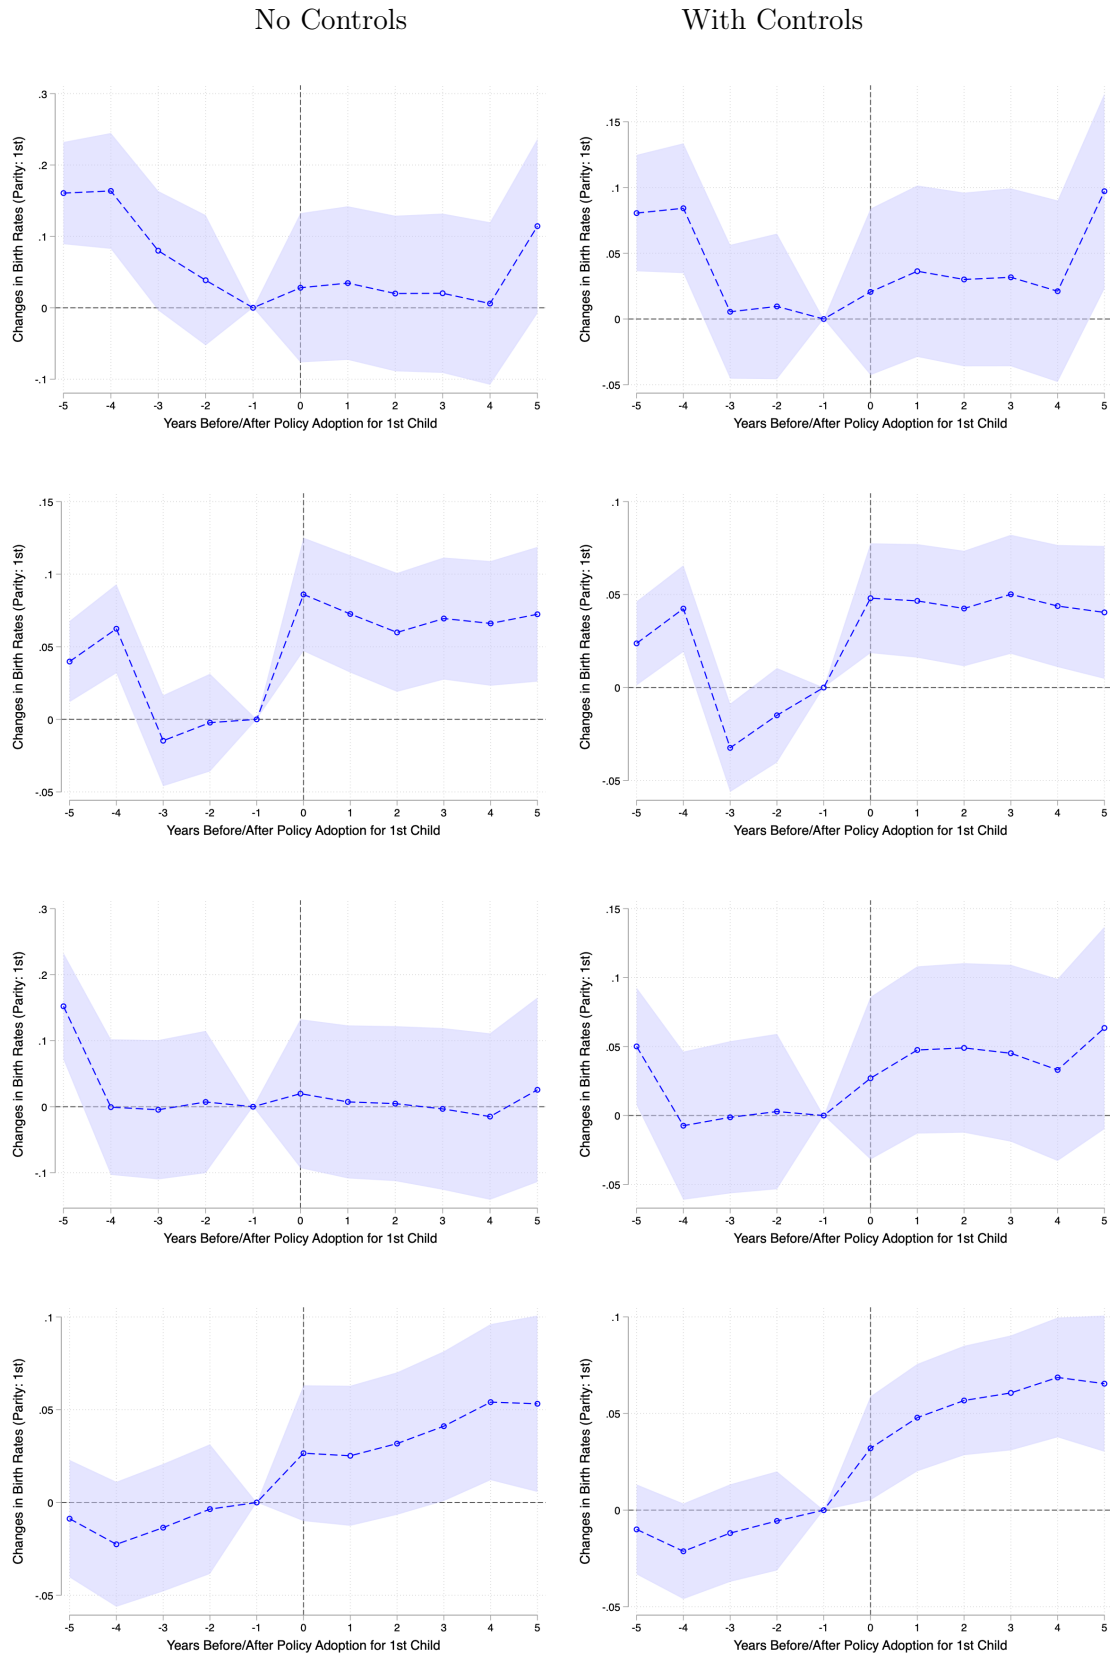 No Controls
With Controls
Changes in Birth Rates (Parity: 1st)
.3
.2
.1
0
-.1
-5 -4 -3 -2 -1 0 1 2 3 4 5
Years Before/After Policy Adoption for 1st Child
Changes in Birth Rates (Parity: 1st)
.15
.1
.05
0
-.05
-5 -4 -3 -2 -1 0 1 2 3 4 5
Years Before/After Policy Adoption for 1st Child
Changes in Birth Rates (Parity: 1st)
.15
.1
.05
0
-.05
-5 -4 -3 -2 -1 0 1 2 3 4 5
Years Before/After Policy Adoption for 1st Child
Changes in Birth Rates (Parity: 1st)
.1
.05
0
-.05
-5 -4 -3 -2 -1 0 1 2 3 4 5
Years Before/After Policy Adoption for 1st Child
Changes in Birth Rates (Parity: 1st)
.3
.2
.1
0
-.1
-5 -4 -3 -2 -1 0 1 2 3 4 5
Years Before/After Policy Adoption for 1st Child
Changes in Birth Rates (Parity: 1st)
.15
.1
.05
0
-.05
-5 -4 -3 -2 -1 0 1 2 3 4 5
Years Before/After Policy Adoption for 1st Child
Changes in Birth Rates (Parity: 1st)
.1
.05
0
-.05
-5 -4 -3 -2 -1 0 1 2 3 4 5
Years Before/After Policy Adoption for 1st Child
Changes in Birth Rates (Parity: 1st)
.1
.05
0
-.05
-5 -4 -3 -2 -1 0 1 2 3 4 5
Years Before/After Policy Adoption for 1st Child